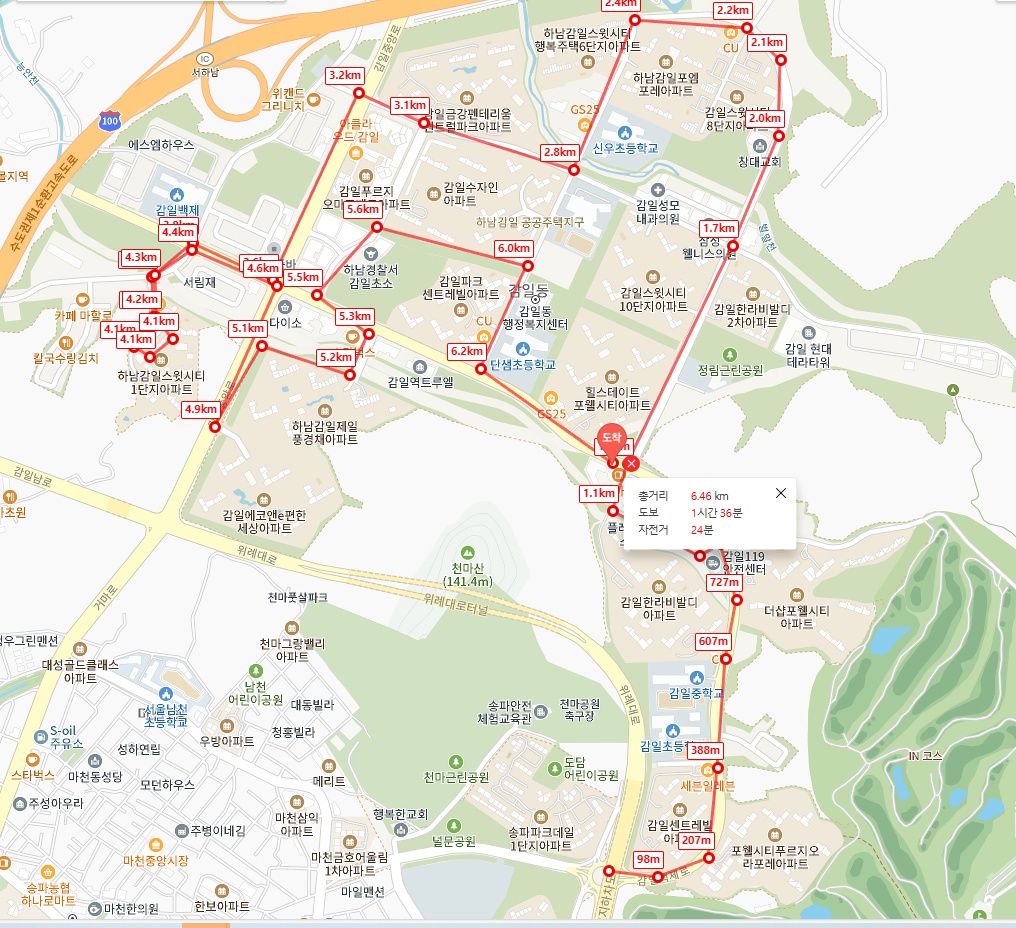 2.4km
2.2km
하남감일스윗시티
행복주택6단지아파트
CU
2.1km
감일중앙로
능안천
IC
서하남
3.2km
하남감일포엠
포레아파트
위캔드
그리니치
3.1km
감일금강펜테리움
센트럴파크아파트
GS25
감일스윗시티
8단지아파트
2.0km
100
아클라
우드/감일
신우초등학교
창대교회
에스엠하우스
2.8km
수도권제1순환고속도로
감일푸르지
감일수자인
아파트
감일백제
감일성모
내과의원
5.6km
하남감일 공공주택지구
1.7km
웰니스의원
벌말천
4.4km
6.0km
4.3km
4.6km
5.5km
하남경찰서
감일초소
서림재
감일파크
센트레빌아파트
감일동
감일동
행정복지센터
감일스윗시티
10단지아파트
감일한라비발디
2차아파트
4.2km
카페 마할로
다이소
4.1km
4.1km
4.1km
5.3km
CU
5.1km
칼국수랑김치
5.2km
6.2km
단샘초등학교
감일 현대
테라타워
정림근린공원
하남감일스윗시티
1단지아파트
감일역트루엘
힐스테이트
포웰시티아파트
4.9km
하남감일제일
풍경채아파트
GS25
도착
감일남로
1.1km
총거리 6.46 km
도보 1시간 36분
자전거 24분
감일에코앤e편한
세상아파트
위례대로
천마산
(141.4m)
위례대로터널
감일119
안전센터
727m
거마로
천마풋살파크
감일한라비발디
아파트
더샵포웰시티
아파트
607m
천마그랑밸리
아파트
대성골드클래스
아파트
남천
어린이공원
위례대로
감일중학교
서울남천
초등학교
대동빌라
송파안전
체험교육관
천마공원
축구장
S-oil
주유소
우방아파트
청홍빌라
388m
성하연립
스타벅스
마천동성당
모던하우스
메리트
천마근린공원
도담
어린이공원
세븐일레븐
IN 코스
주성아우라
마천삼익
아파트
행복한교회
주병이네김
널문공원
송파파크데일
1단지아파트
감일센트레빌
207m
마천중앙시장
마천금호어울림
1차아파트
98m
포웰시티푸르지오
라포레아파트
송파농협
하나로마트
마일맨션
마천한의원
한보아파트